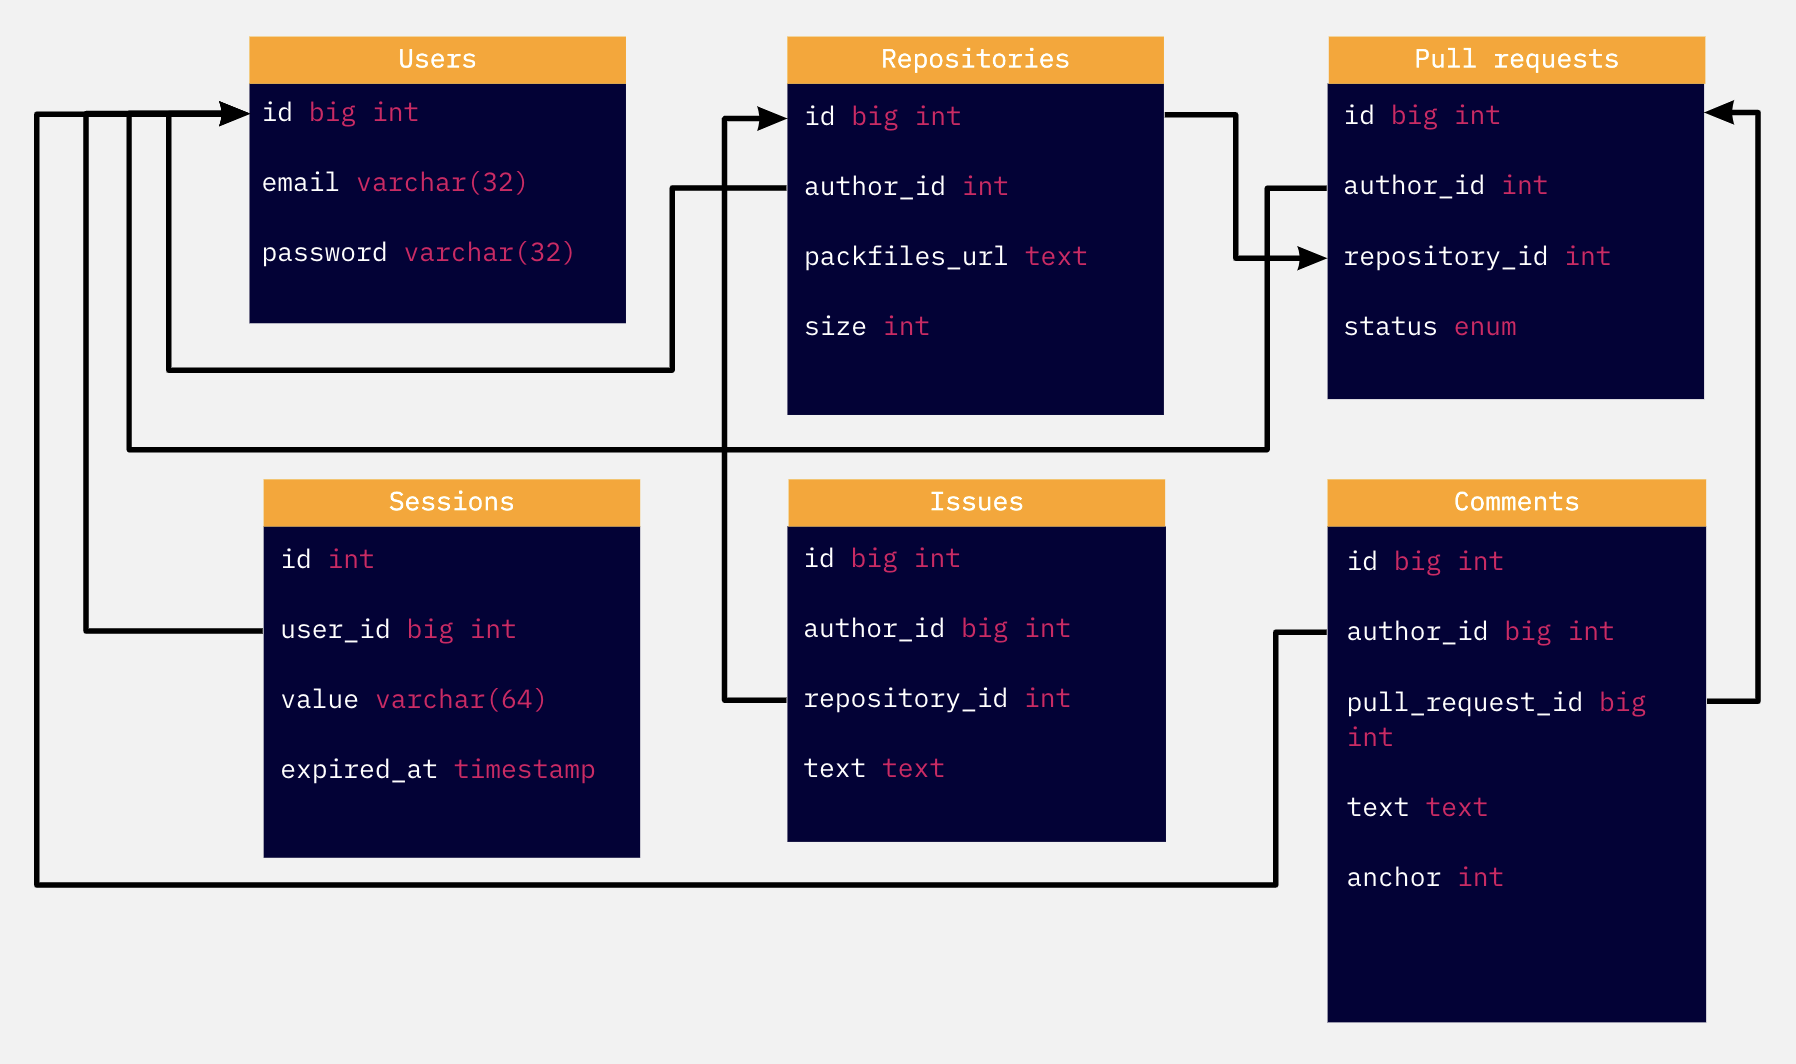 Users
id big int
email varchar(32)
password varchar(32)
Repositories
id big int
author_id int
packfiles_url text
size int
Pull requests
id big int
author_id int
repository_id int
status enum
Sessions
id int
user_id big int
value varchar(64)
expired_at timestamp
Issues
id big int
author_id big int
repository_id int
text text
Comments
id big int
author_id big int
pull_request_id big
int
text text
anchor int